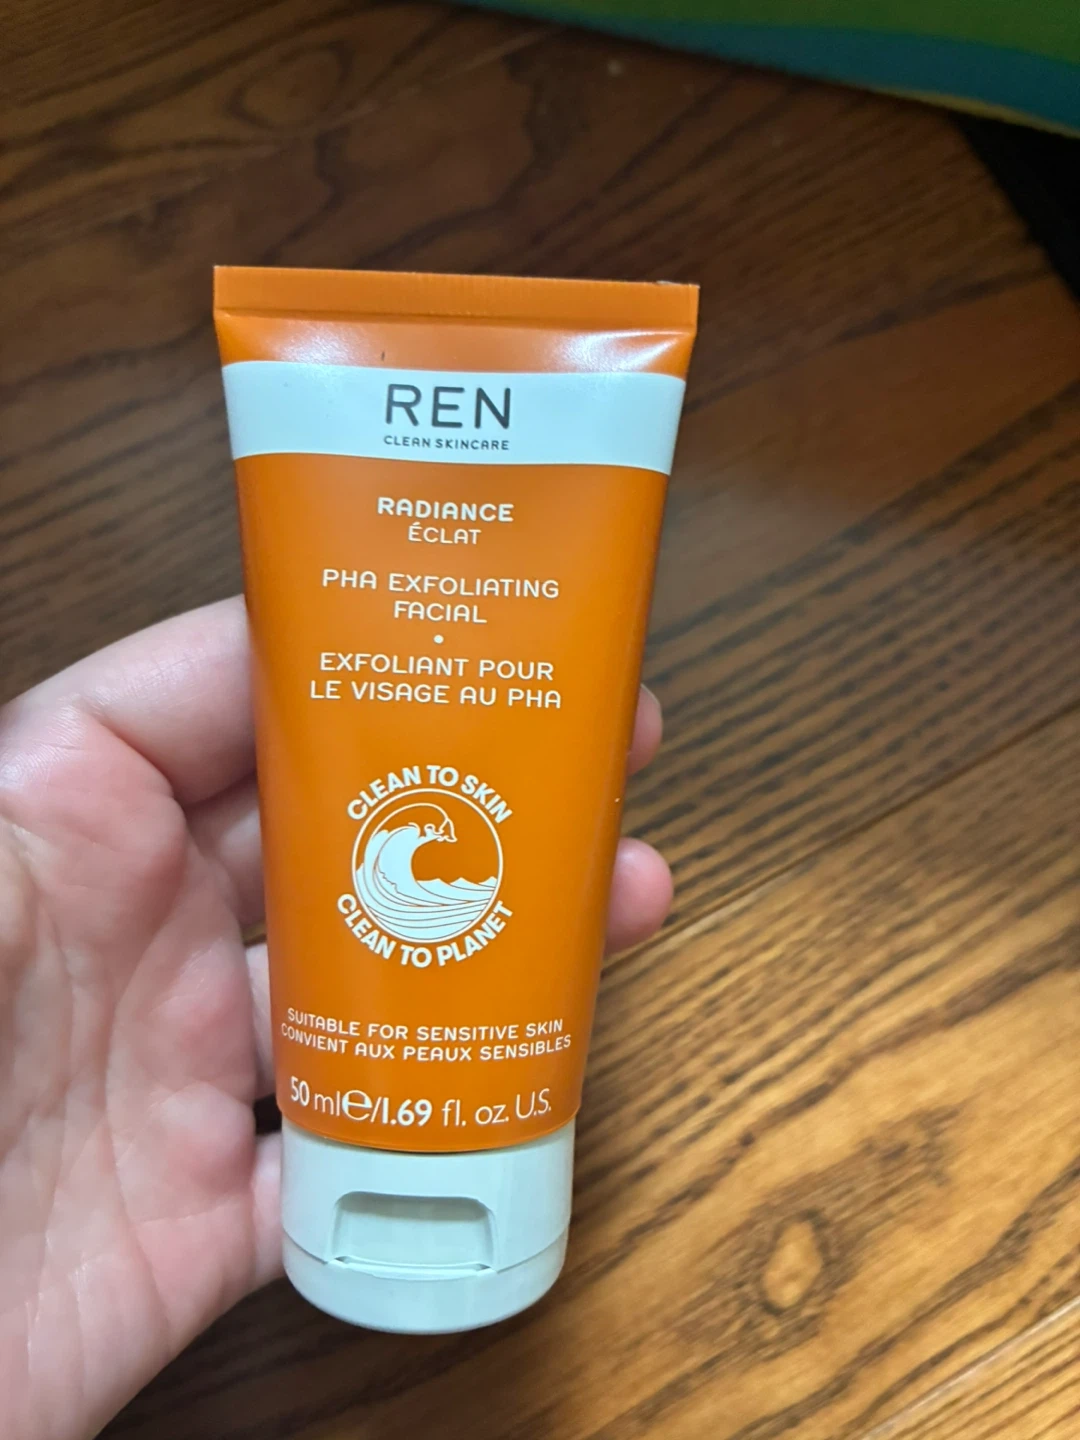 REN
CLEAN SKINCARE
RADIANCE
ÉCLAT
PHA EXFOLIATING
FACIAL
•
EXFOLIANT POUR
LE VISAGE AU PHA
CLEAN TO SKIN
CLEAN TO PLANET
SUITABLE FOR SENSITIVE SKIN
CONVIENT AUX PEAUX SENSIBLES
50 ml℮/1.69 fl. oz. U.S.